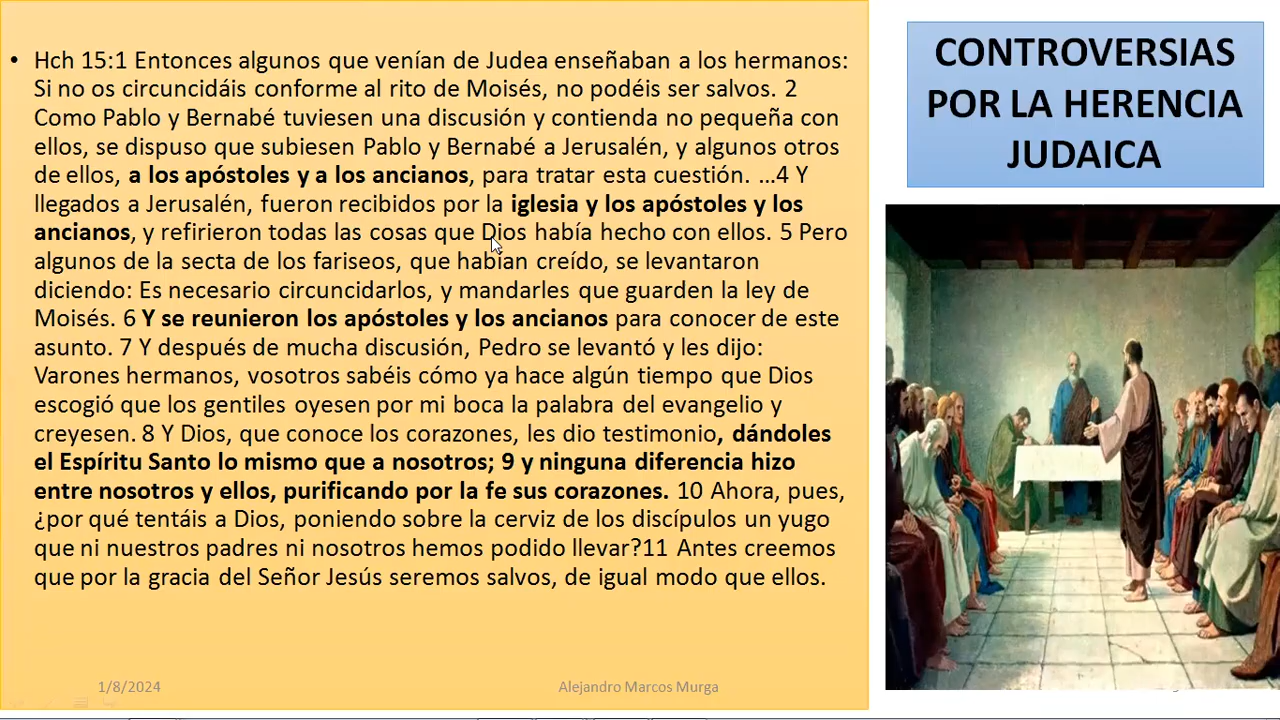 • Hch 15:1 Entonces algunos que venían de Judea enseñaban a los hermanos:
Si no os circuncidáis conforme al rito de Moisés, no podéis ser salvos. 2
Como Pablo y Bernabé tuviesen una discusión y contienda no pequeña con
ellos, se dispuso que subiesen Pablo y Bernabé a Jerusalén, y algunos otros
de ellos, a los apóstoles y a los ancianos, para tratar esta cuestión. ...4 Y
llegados a Jerusalén, fueron recibidos por la iglesia y los apóstoles y los
ancianos, y refirieron todas las cosas que Dios había hecho con ellos. 5 Pero
algunos de la secta de los fariseos, que habían creído, se levantaron
diciendo: Es necesario circuncidarlos, y mandarles que guarden la ley de
Moisés. 6 Y se reunieron los apóstoles y los ancianos para conocer de este
asunto. 7 Y después de mucha discusión, Pedro se levantó y les dijo:
Varones hermanos, vosotros sabéis cómo ya hace algún tiempo que Dios
escogió que los gentiles oyesen por mi boca la palabra del evangelio y
creyesen. 8 Y Dios, que conoce los corazones, les dio testimonio, dándoles
el Espíritu Santo lo mismo que a nosotros; 9 y ninguna diferencia hizo
entre nosotros y ellos, purificando por la fe sus corazones. 10 Ahora, pues,
¿por qué tentáis a Dios, poniendo sobre la cerviz de los discípulos un yugo
que ni nuestros padres ni nosotros hemos podido llevar?11 Antes creemos
que por la gracia del Señor Jesús seremos salvos, de igual modo que ellos.
CONTROVERSIAS
POR LA HERENCIA
JUDAICA
1/8/2024
Alejandro Marcos Murga